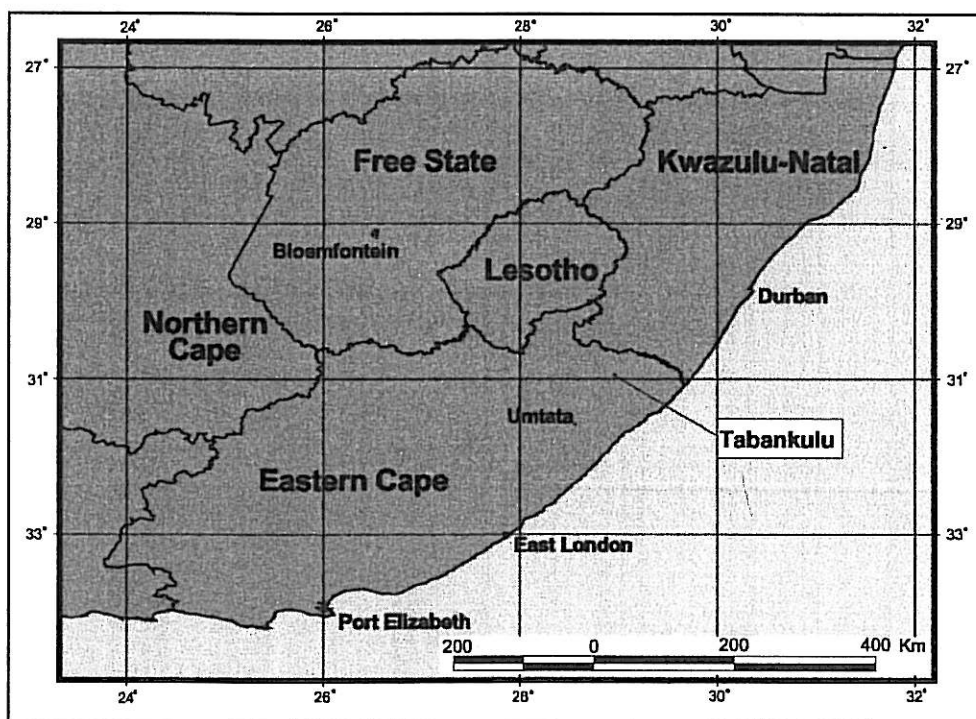 24° 26° 28° 30° 32°
27° 27°
Free State
Kwazulu-Natal
29° 29°
Bloemfontein
Lesotho
Durban
Northern
Cape
31° 31°
Umtata
Tabankulu
Eastern Cape
33° 33°
East London
Port Elizabeth
200 0 200 400 Km
24° 26° 28° 30° 32°